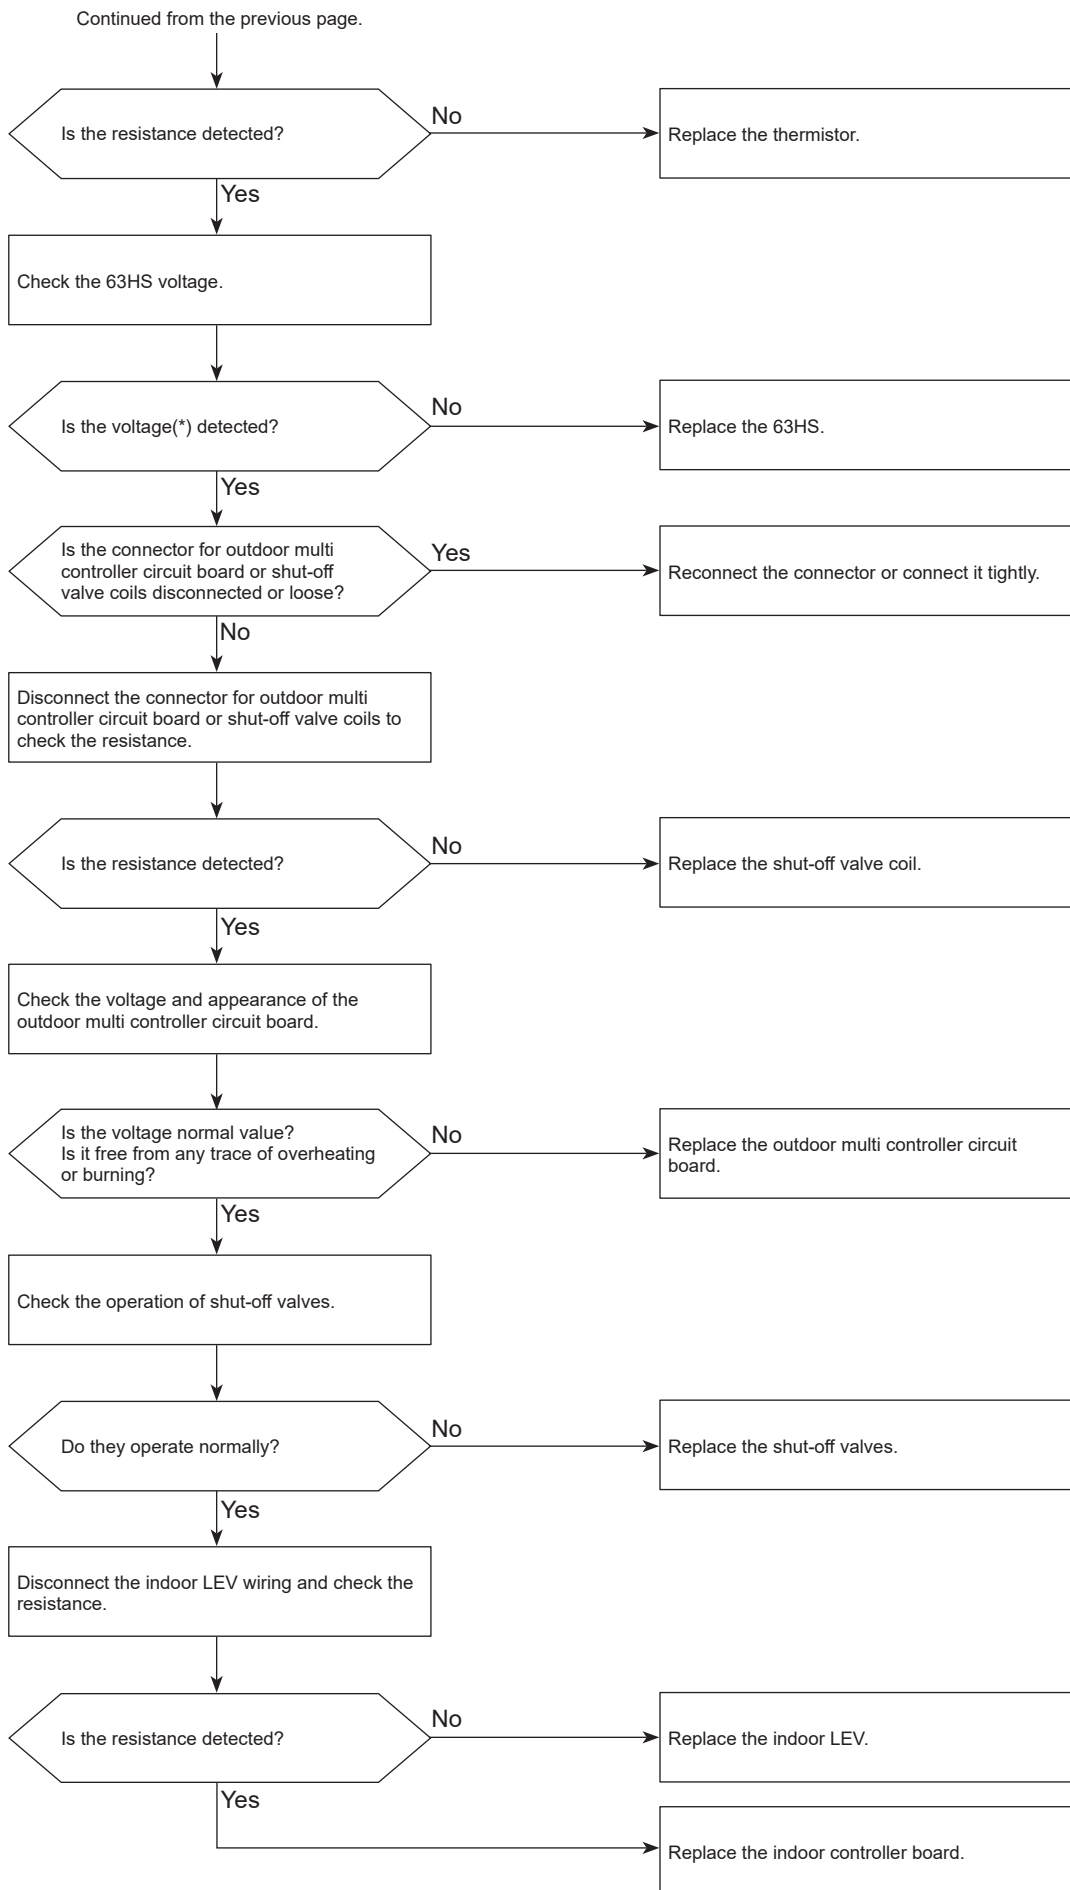 Continued from the previous page.
Is the resistance detected?
No
Replace the thermistor.
Yes
Check the 63HS voltage.
Is the voltage(*) detected?
No
Replace the 63HS.
Yes
Is the connector for outdoor multi
controller circuit board or shut-off
valve coils disconnected or loose?
Yes
Reconnect the connector or connect it tightly.
No
Disconnect the connector for outdoor multi
controller circuit board or shut-off valve coils to
check the resistance.
Is the resistance detected?
No
Replace the shut-off valve coil.
Yes
Check the voltage and appearance of the
outdoor multi controller circuit board.
Is the voltage normal value?
Is it free from any trace of overheating
or burning?
No
Replace the outdoor multi controller circuit
board.
Yes
Check the operation of shut-off valves.
Do they operate normally?
No
Replace the shut-off valves.
Yes
Disconnect the indoor LEV wiring and check the
resistance.
Is the resistance detected?
No
Replace the indoor LEV.
Yes
Replace the indoor controller board.